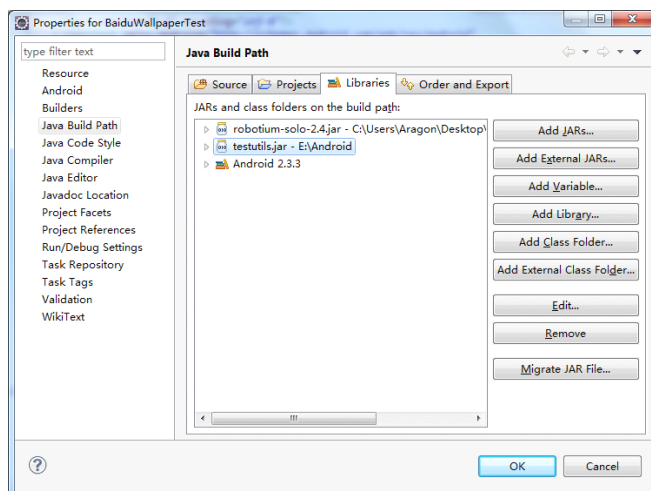 Properties for BaiduWallpaperTest
type filter text
Resource
Android
Builders
Java Build Path
Java Code Style
Java Compiler
Java Editor
Javadoc Location
Project Facets
Project References
Run/Debug Settings
Task Repository
Task Tags
Validation
WikiText
Java Build Path
Source Projects Libraries Order and Export
JARs and class folders on the build path:
robotium-solo-2.4.jar - C:\Users\Aragon\Desktop\
testutils.jar - E:\Android
Android 2.3.3
Add JARs...
Add External JARs...
Add Variable...
Add Library...
Add Class Folder...
Add External Class Folder...
Edit...
Remove
Migrate JAR File...
OK Cancel